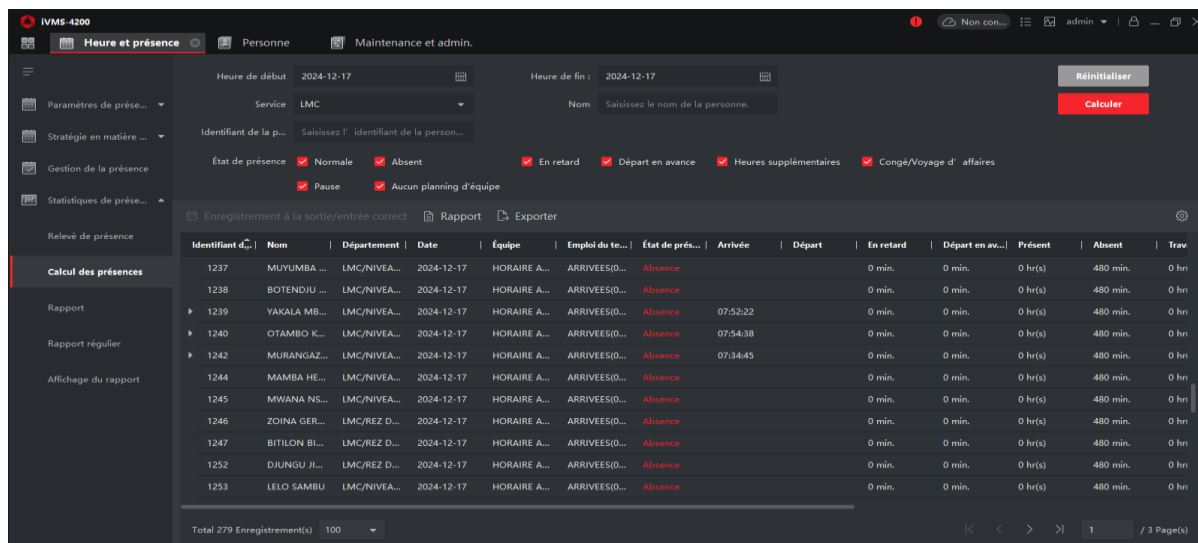 iVMS-4200
Non con... admin
Heure et présence Personne Maintenance et admin.
Heure de début 2024-12-17 Heure de fin : 2024-12-17 Réinitialiser
Paramètres de prése... Service LMC Nom Saisissez le nom de la personne. Calculer
Stratégie en matière ... Identifiant de la p... Saisissez l' identifiant de la person...
Gestion de la présence État de présence Normale Absent En retard Départ en avance Heures supplémentaires Congé/Voyage d' affaires
Pause Aucun planning d'équipe
Statistiques de prése...
Enregistrement à la sortie/entrée correct Rapport Exporter
Relevé de présence
Identifiant d... Nom Département Date Équipe Emploi du te... État de prés... Arrivée Départ En retard Départ en av... Présent Absent Trav
Calcul des présences
1237 MUYUMBA ... LMC/NIVEA... 2024-12-17 HORAIRE A... ARRIVEES(0... Absence 0 min. 0 min. 0 hr(s) 480 min. 0 hr
1238 BOTENDJU ... LMC/NIVEA... 2024-12-17 HORAIRE A... ARRIVEES(0... Absence 0 min. 0 min. 0 hr(s) 480 min. 0 hr
Rapport
1239 YAKALA MB... LMC/NIVEA... 2024-12-17 HORAIRE A... ARRIVEES(0... Absence 07:52:22 0 min. 0 min. 0 hr(s) 480 min. 0 hr
1240 OTAMBO K... LMC/NIVEA... 2024-12-17 HORAIRE A... ARRIVEES(0... Absence 07:54:38 0 min. 0 min. 0 hr(s) 480 min. 0 hr
Rapport régulier
1242 MURANGAZ... LMC/NIVEA... 2024-12-17 HORAIRE A... ARRIVEES(0... Absence 07:34:45 0 min. 0 min. 0 hr(s) 480 min. 0 hr
1244 MAMBA HE... LMC/NIVEA... 2024-12-17 HORAIRE A... ARRIVEES(0... Absence 0 min. 0 min. 0 hr(s) 480 min. 0 hr
Affichage du rapport
1245 MWANA NS... LMC/NIVEA... 2024-12-17 HORAIRE A... ARRIVEES(0... Absence 0 min. 0 min. 0 hr(s) 480 min. 0 hr
1246 ZOINA GER... LMC/REZ D... 2024-12-17 HORAIRE A... ARRIVEES(0... Absence 0 min. 0 min. 0 hr(s) 480 min. 0 hr
1247 BITILON BI... LMC/REZ D... 2024-12-17 HORAIRE A... ARRIVEES(0... Absence 0 min. 0 min. 0 hr(s) 480 min. 0 hr
1252 DJUNGU JI... LMC/REZ D... 2024-12-17 HORAIRE A... ARRIVEES(0... Absence 0 min. 0 min. 0 hr(s) 480 min. 0 hr
1253 LELO SAMBU LMC/NIVEA... 2024-12-17 HORAIRE A... ARRIVEES(0... Absence 0 min. 0 min. 0 hr(s) 480 min. 0 hr
Total 279 Enregistrement(s) 100 1 / 3 Page(s)